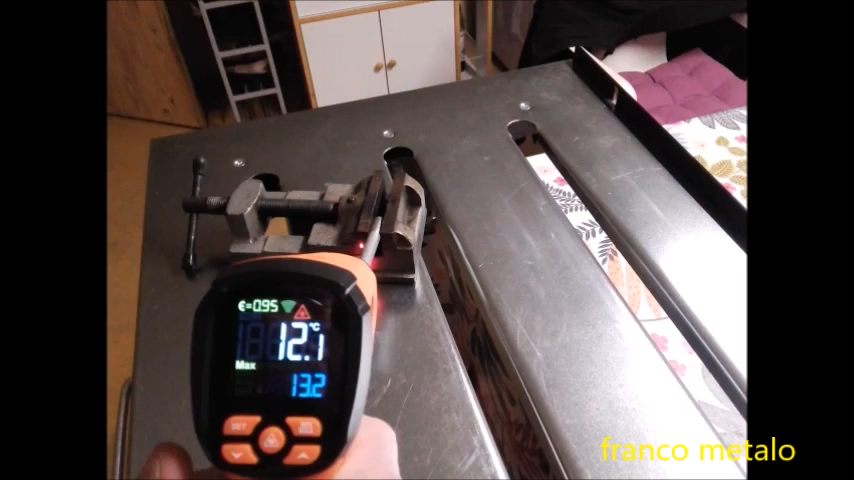 ε=0.95
12.1 °C
Max
13.2
SET
franco metalo